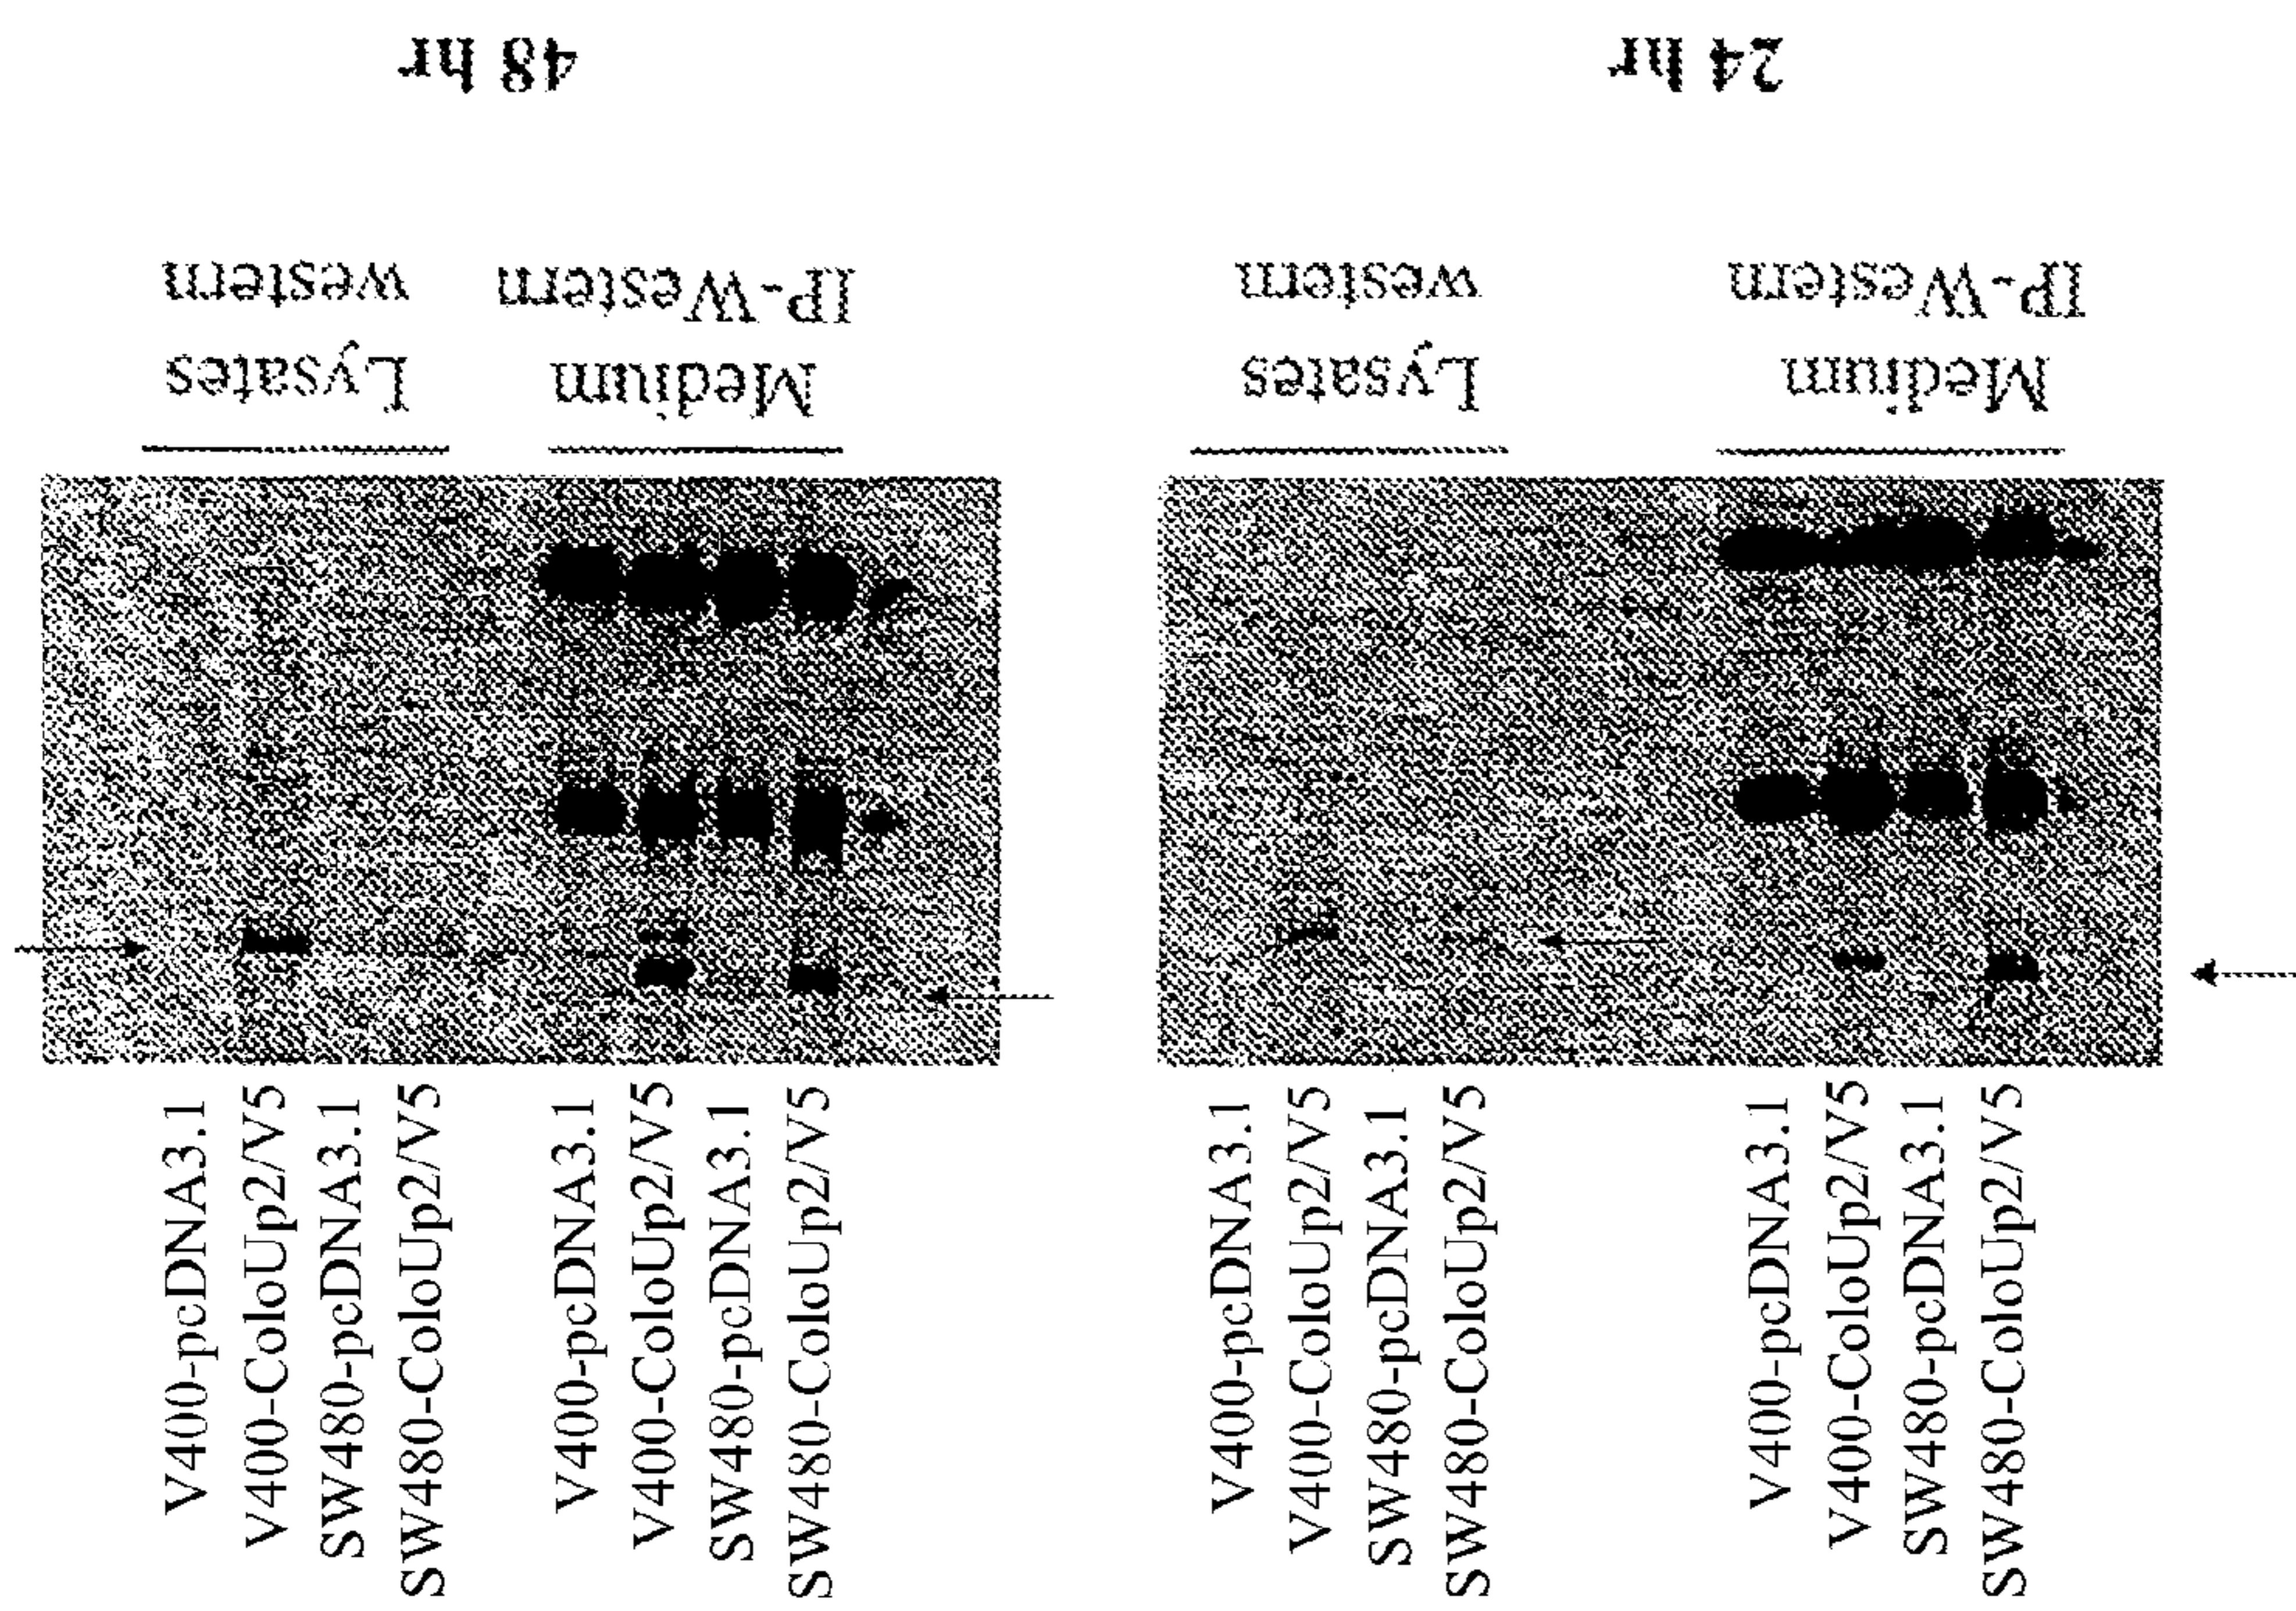 48 hr
Lysates
western
Medium
IP-Western
V400-pcDNA3.1
V400-ColoUp2/V5
SW480-pcDNA3.1
SW480-ColoUp2/V5
V400-pcDNA3.1
V400-ColoUp2/V5
SW480-pcDNA3.1
SW480-ColoUp2/V5
24 hr
Lysates
western
Medium
IP-Western
V400-pcDNA3.1
V400-ColoUp2/V5
SW480-pcDNA3.1
SW480-ColoUp2/V5
V400-pcDNA3.1
V400-ColoUp2/V5
SW480-pcDNA3.1
SW480-ColoUp2/V5